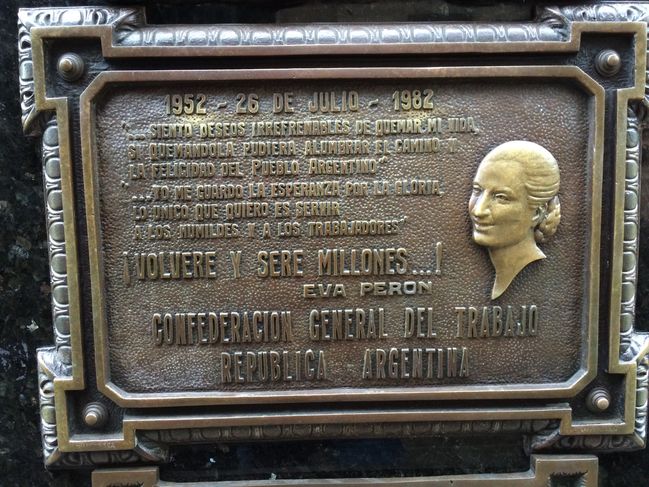 1952 - 26 DE JULIO - 1982
"... SIENTO DESEOS IRREFRENABLES DE QUEMAR MI VIDA,
SI QUEMANDOLA PUDIERA ALUMBRAR EL CAMINO A
LA FELICIDAD DEL PUEBLO ARGENTINO"
"... YO ME GUARDO LA ESPERANZA POR LA GLORIA.
LO UNICO QUE QUIERO ES SERVIR
A LOS HUMILDES Y A LOS TRABAJADORES"
¡VOLVERE Y SERE MILLONES...!
EVA PERON
CONFEDERACION GENERAL DEL TRABAJO
REPUBLICA - ARGENTINA